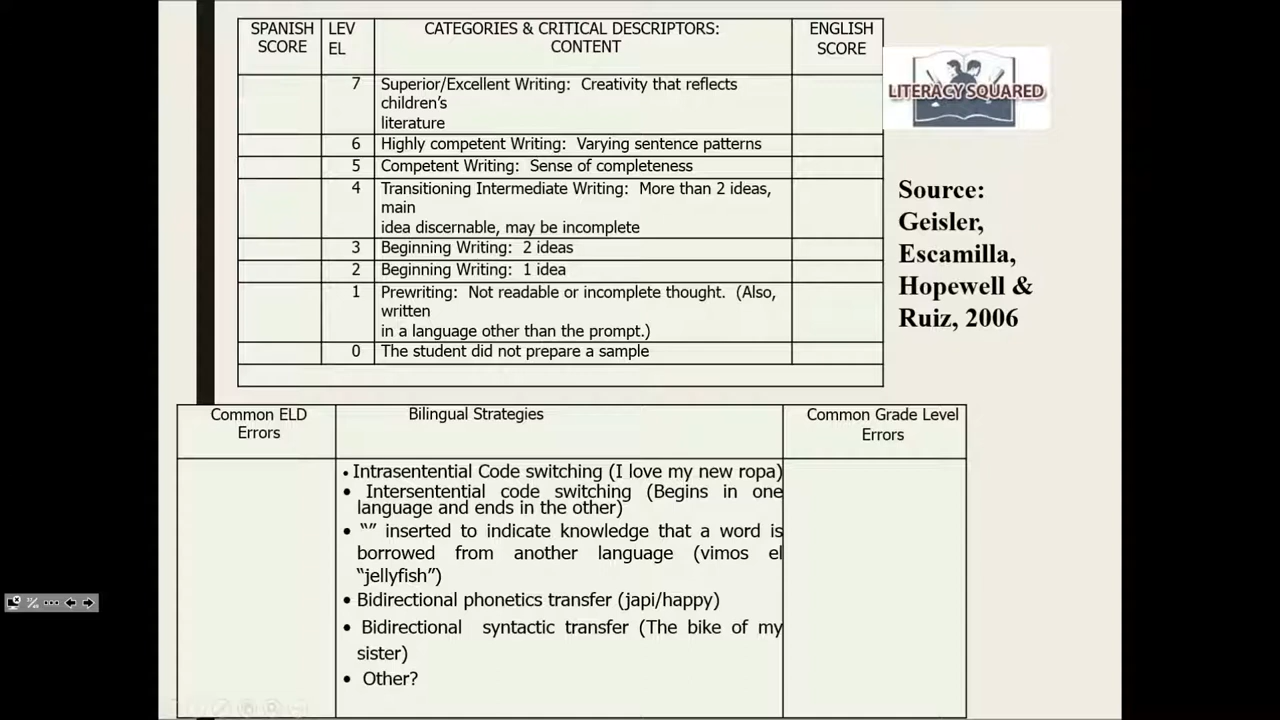 SPANISH SCORE
LEV EL
CATEGORIES & CRITICAL DESCRIPTORS:
CONTENT
ENGLISH SCORE
7
Superior/Excellent Writing: Creativity that reflects
children's
literature
6
Highly competent Writing: Varying sentence patterns
5
Competent Writing: Sense of completeness
4
Transitioning Intermediate Writing: More than 2 ideas,
main
idea discernable, may be incomplete
3
Beginning Writing: 2 ideas
2
Beginning Writing: 1 idea
1
Prewriting: Not readable or incomplete thought. (Also,
written
in a language other than the prompt.)
0
The student did not prepare a sample
LITERACY SQUARED
Source:
Geisler,
Escamilla,
Hopewell &
Ruiz, 2006
Common ELD
Errors
Bilingual Strategies
Common Grade Level
Errors
• Intrasentential Code switching (I love my new ropa)
• Intersentential code switching (Begins in one
language and ends in the other)
• “” inserted to indicate knowledge that a word is
borrowed from another language (vimos el
“jellyfish”)
• Bidirectional phonetics transfer (japi/happy)
• Bidirectional syntactic transfer (The bike of my
sister)
• Other?